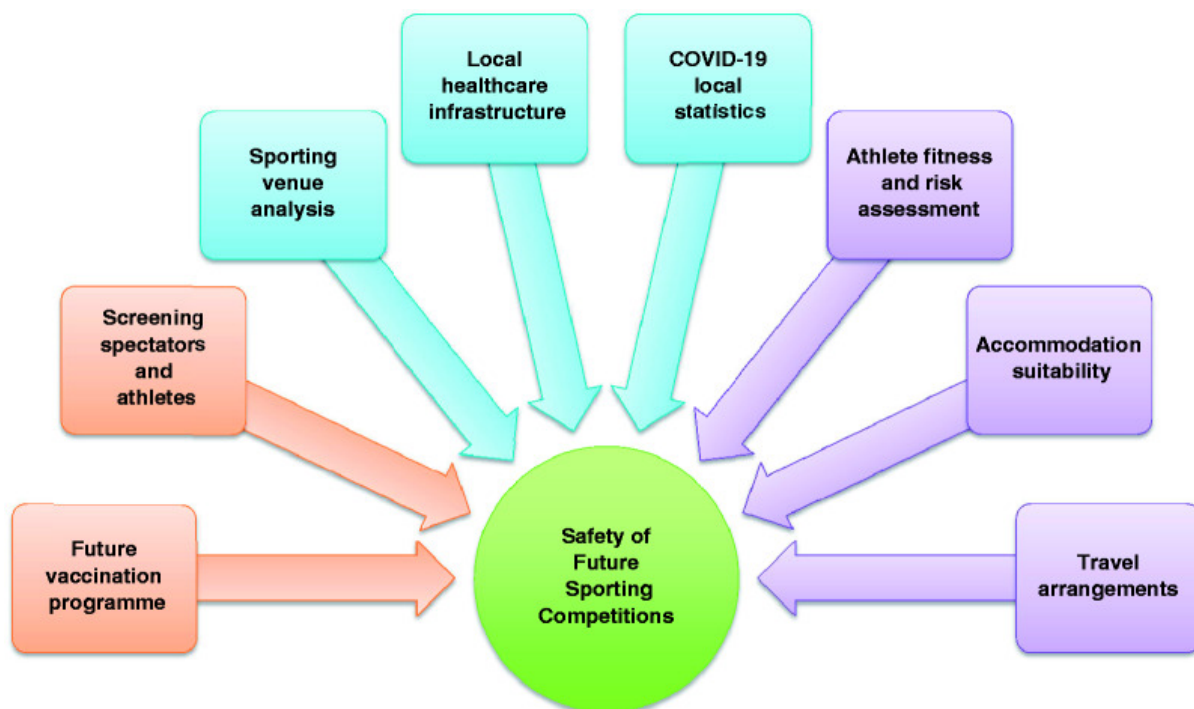 Local
healthcare
infrastructure
COVID-19
local
statistics
Sporting
venue
analysis
Athlete fitness
and risk
assessment
Screening
spectators
and
athletes
Accommodation
suitability
Future
vaccination
programme
Safety of
Future
Sporting
Competitions
Travel
arrangements